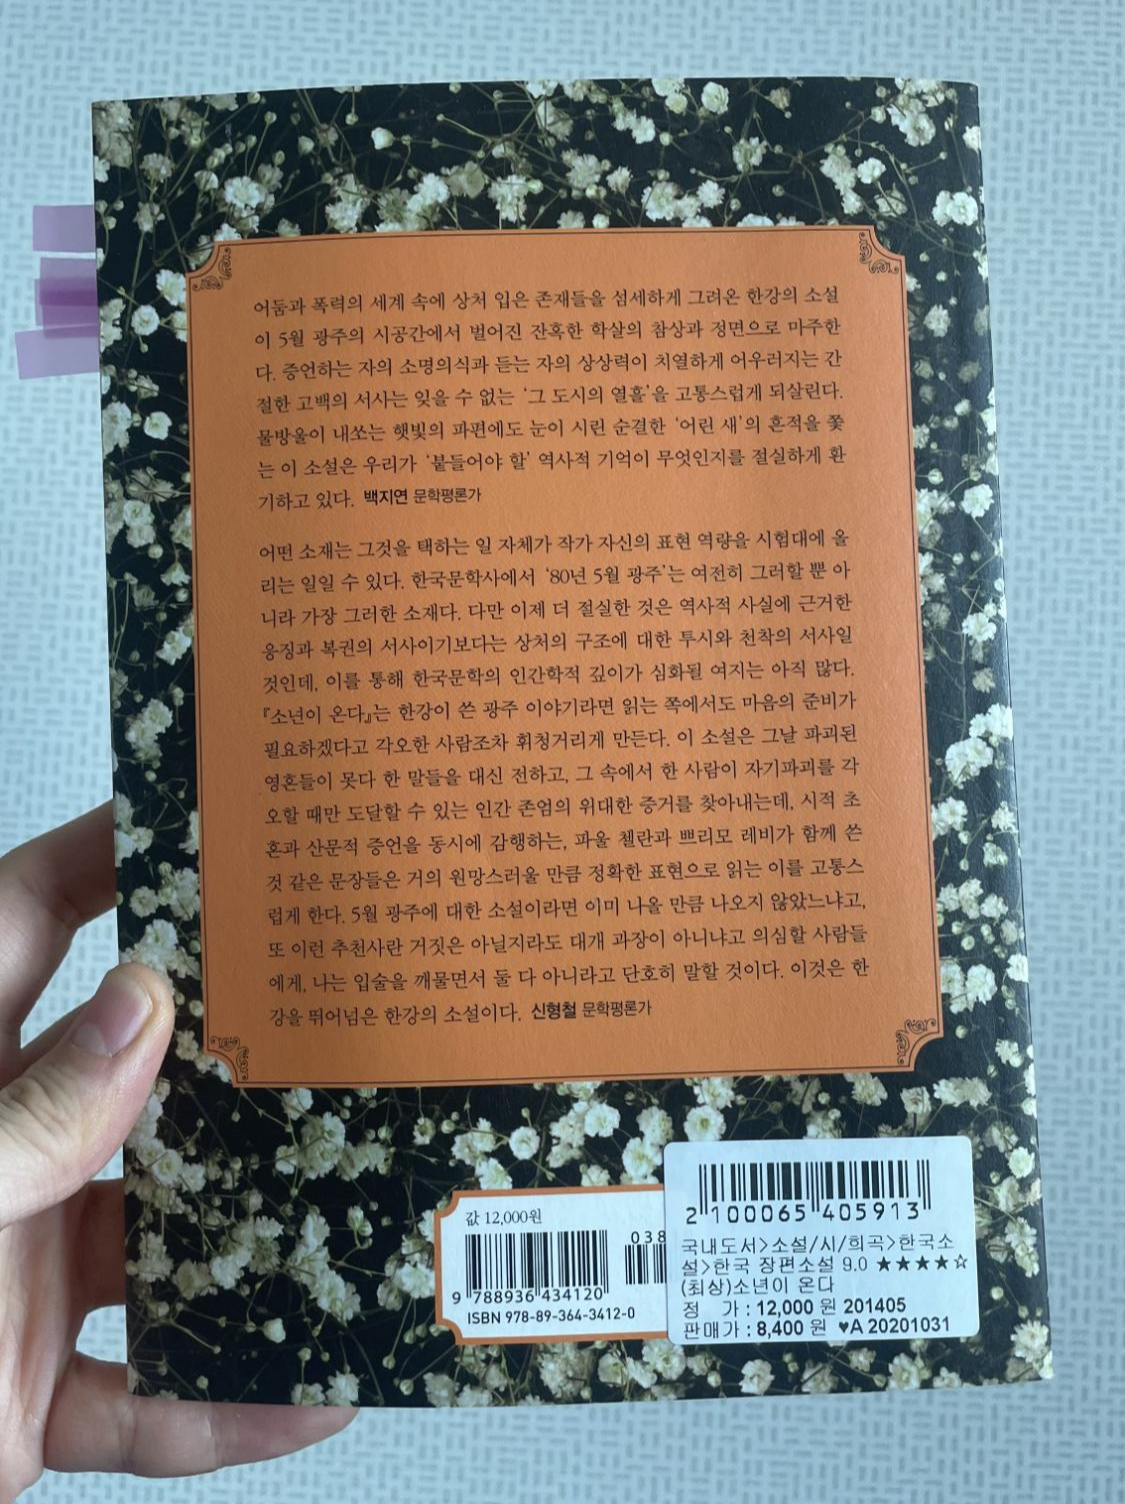 어둠과 폭력의 세계 속에 상처 입은 존재들을 섬세하게 그려온 한강의 소설
이 5월 광주의 시공간에서 벌어진 잔혹한 학살의 참상과 정면으로 마주한
다. 증언하는 자의 소명의식과 듣는 자의 상상력이 치열하게 어우러지는 간
절한 고백의 서사는 잊을 수 없는 ‘그 도시의 열흘’을 고통스럽게 되살린다.
물방울이 내쏘는 햇빛의 파편에도 눈이 시린 순결한 ‘어린 새’의 흔적을 쫓
는 이 소설은 우리가 ‘붙들어야 할’ 역사적 기억이 무엇인지를 절실하게 환
기하고 있다. 백지연 문학평론가
어떤 소재는 그것을 택하는 일 자체가 작가 자신의 표현 역량을 시험대에 올
리는 일일 수 있다. 한국문학사에서 ‘80년 5월 광주’는 여전히 그러할 뿐 아
니라 가장 그러한 소재다. 다만 이제 더 절실한 것은 역사적 사실에 근거한
응징과 복권의 서사이기보다는 상처의 구조에 대한 투시와 천착의 서사일
것인데, 이를 통해 한국문학의 인간학적 깊이가 심화될 여지는 아직 많다.
『소년이 온다』는 한강이 쓴 광주 이야기라면 읽는 쪽에서도 마음의 준비가
필요하겠다고 각오한 사람조차 휘청거리게 만든다. 이 소설은 그날 파괴된
영혼들이 못다 한 말들을 대신 전하고, 그 속에서 한 사람이 자기파괴를 각
오할 때만 도달할 수 있는 인간 존엄의 위대한 증거를 찾아내는데, 시적 초
혼과 산문적 증언을 동시에 감행하는, 파울 첼란과 쁘리모 레비가 함께 쓴
것 같은 문장들은 거의 원망스러울 만큼 정확한 표현으로 읽는 이를 고통스
럽게 한다. 5월 광주에 대한 소설이라면 이미 나올 만큼 나오지 않았느냐고,
또 이런 추천사란 거짓은 아닐지라도 대개 과장이 아니냐고 의심할 사람들
에게, 나는 입술을 깨물면서 둘 다 아니라고 단호히 말할 것이다. 이것은 한
강을 뛰어넘은 한강의 소설이다. 신형철 문학평론가
값 12,000원
038
9 788936 434120
ISBN 978-89-364-3412-0
2 100065 405913
국내도서>소설/시/희곡>한국소
설>한국 장편소설 9.0 ★★★★☆
(최상)소년이 온다
정 가 : 12,000 원 201405
판매가 : 8,400 원 ♥A 20201031